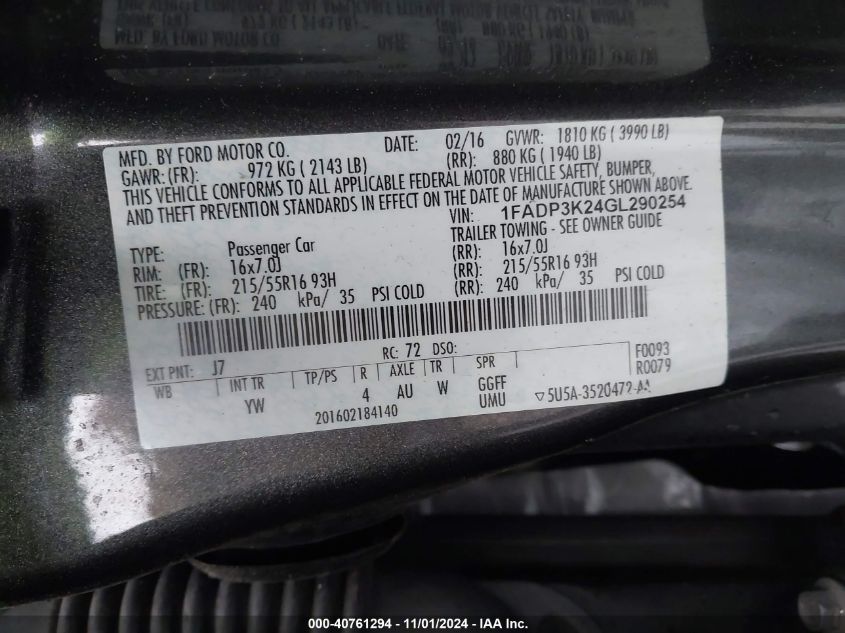 MFD. BY FORD MOTOR CO.
DATE: 02/16 GVWR: 1810 KG ( 3990 LB)
GAWR: (FR): 972 KG ( 2143 LB) (RR): 880 KG ( 1940 LB)
THIS VEHICLE CONFORMS TO ALL APPLICABLE FEDERAL MOTOR VEHICLE SAFETY, BUMPER,
AND THEFT PREVENTION STANDARDS IN EFFECT ON THE DATE OF MANUFACTURE SHOWN ABOVE.
VIN: 1FADP3K24GL290254
TYPE: Passenger Car TRAILER TOWING - SEE OWNER GUIDE
RIM: (FR): 16x7.0J (RR): 16x7.0J
TIRE: (FR): 215/55R16 93H (RR): 215/55R16 93H
PRESSURE: (FR): 240 kPa/ 35 PSI COLD (RR): 240 kPa/ 35 PSI COLD
EXT PNT: J7 RC: 72 DSO: F0093
WB INT TR TP/PS R AXLE TR SPR R0079
YW 4 AU W GGFF
UMU
201602184140 ▽5U5A-3520472-AA
000-40761294 - 11/01/2024 - IAA Inc.